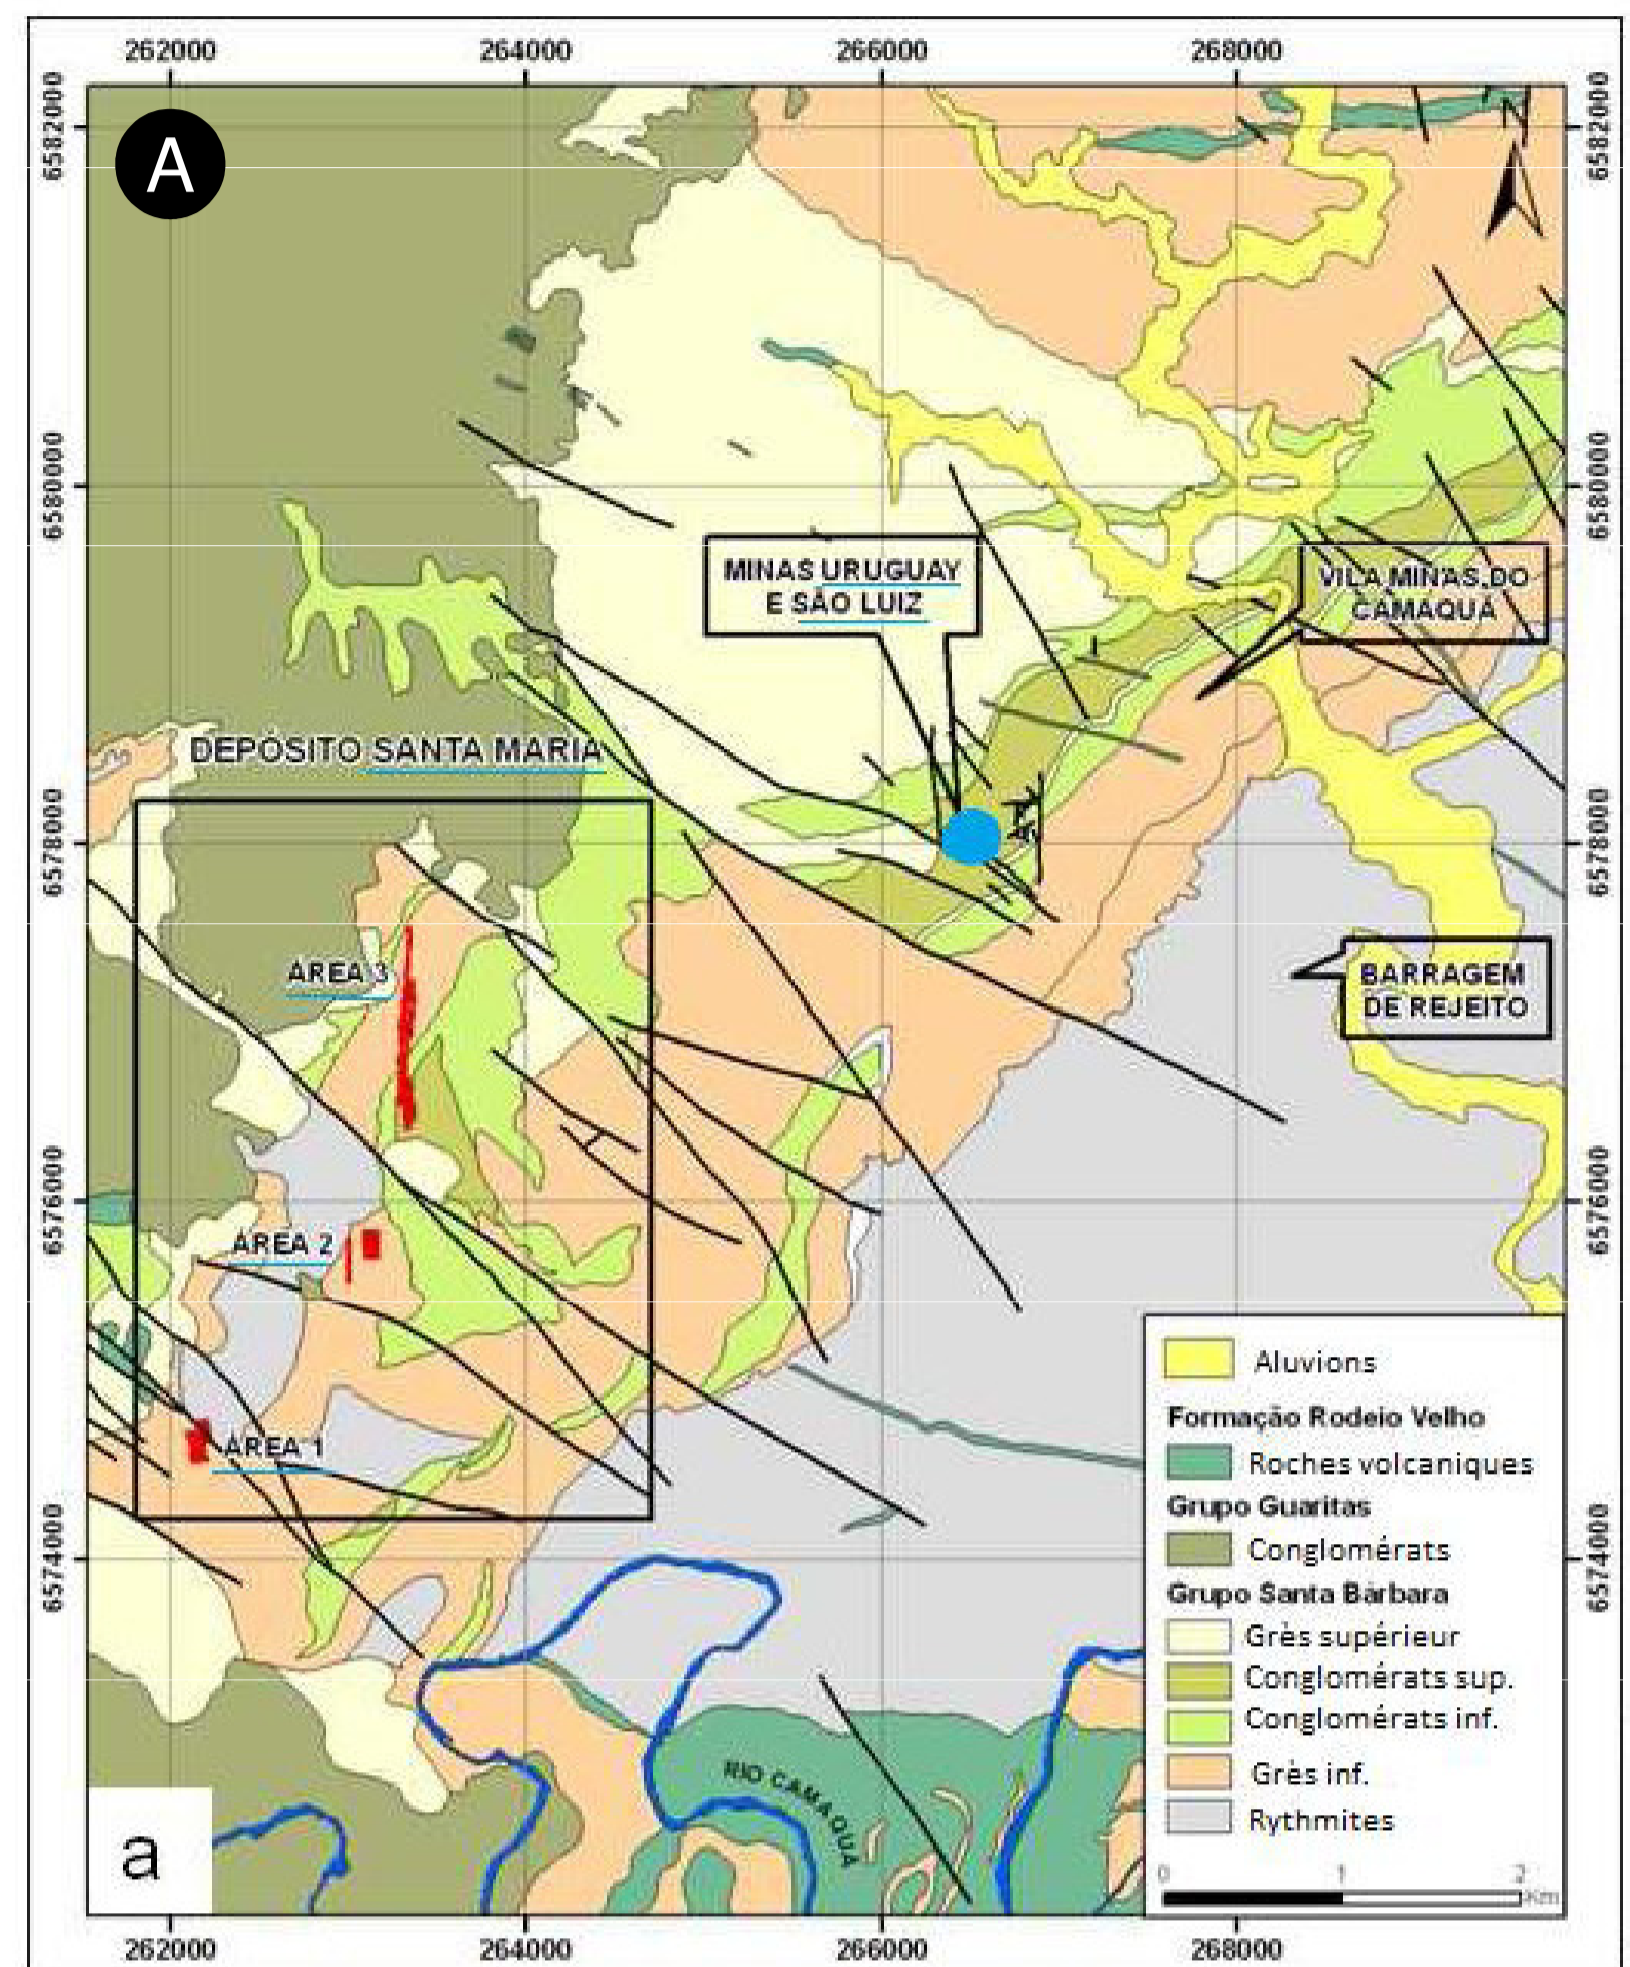 262000 264000 266000 268000
6582000
6582000
A
6580000
6580000
MINAS URUGUAY
E SÃO LUIZ
VILA MINAS DO
CAMAQUÃ
DEPÓSITO SANTA MARIA
6578000
6578000
ÁREA 3
BARRAGEM
DE REJEITO
6576000
6576000
ÁREA 2
ÁREA 1
6574000
6574000
Aluvions
Formação Rodeio Velho
Roches volcaniques
Grupo Guaritas
Conglomérats
Grupo Santa Bárbara
Grès supérieur
Conglomérats sup.
Conglomérats inf.
Grès inf.
Rythmites
RIO CAMAQUÃ
a
0 1 2
Km
262000 264000 266000 268000